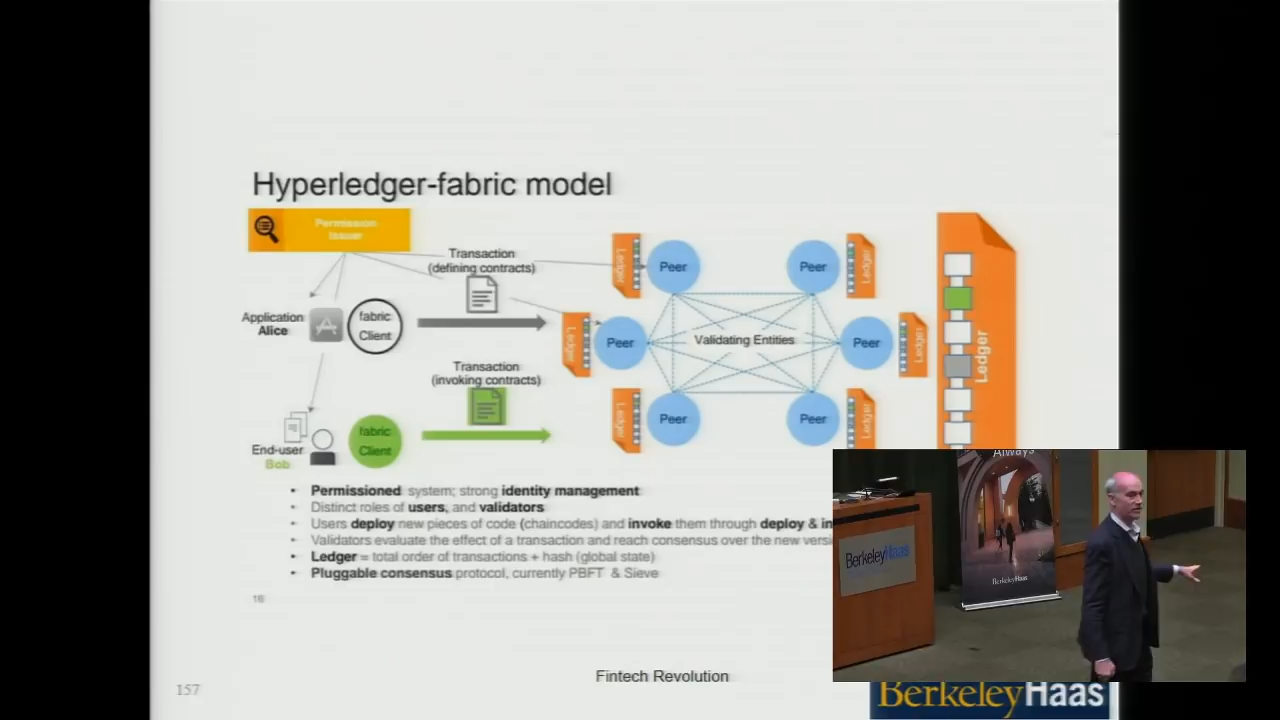 Hyperledger-fabric model
Permission
Issuer
Transaction
(defining contracts)
Application
Alice
fabric
Client
Transaction
(invoking contracts)
End-user
Bob
fabric
Client
Ledger
Peer
Peer
Ledger
Ledger
Peer
Validating Entities
Peer
Ledger
Ledger
Peer
Peer
Ledger
Ledger
• Permissioned system; strong identity management
• Distinct roles of users, and validators
• Users deploy new pieces of code (chaincodes) and invoke them through deploy & in
• Validators evaluate the effect of a transaction and reach consensus over the new versi
• Ledger = total order of transactions + hash (global state)
• Pluggable consensus protocol, currently PBFT & Sieve
16
Fintech Revolution
157
BerkeleyHaas
Always
BerkeleyHaas
BerkeleyHaas